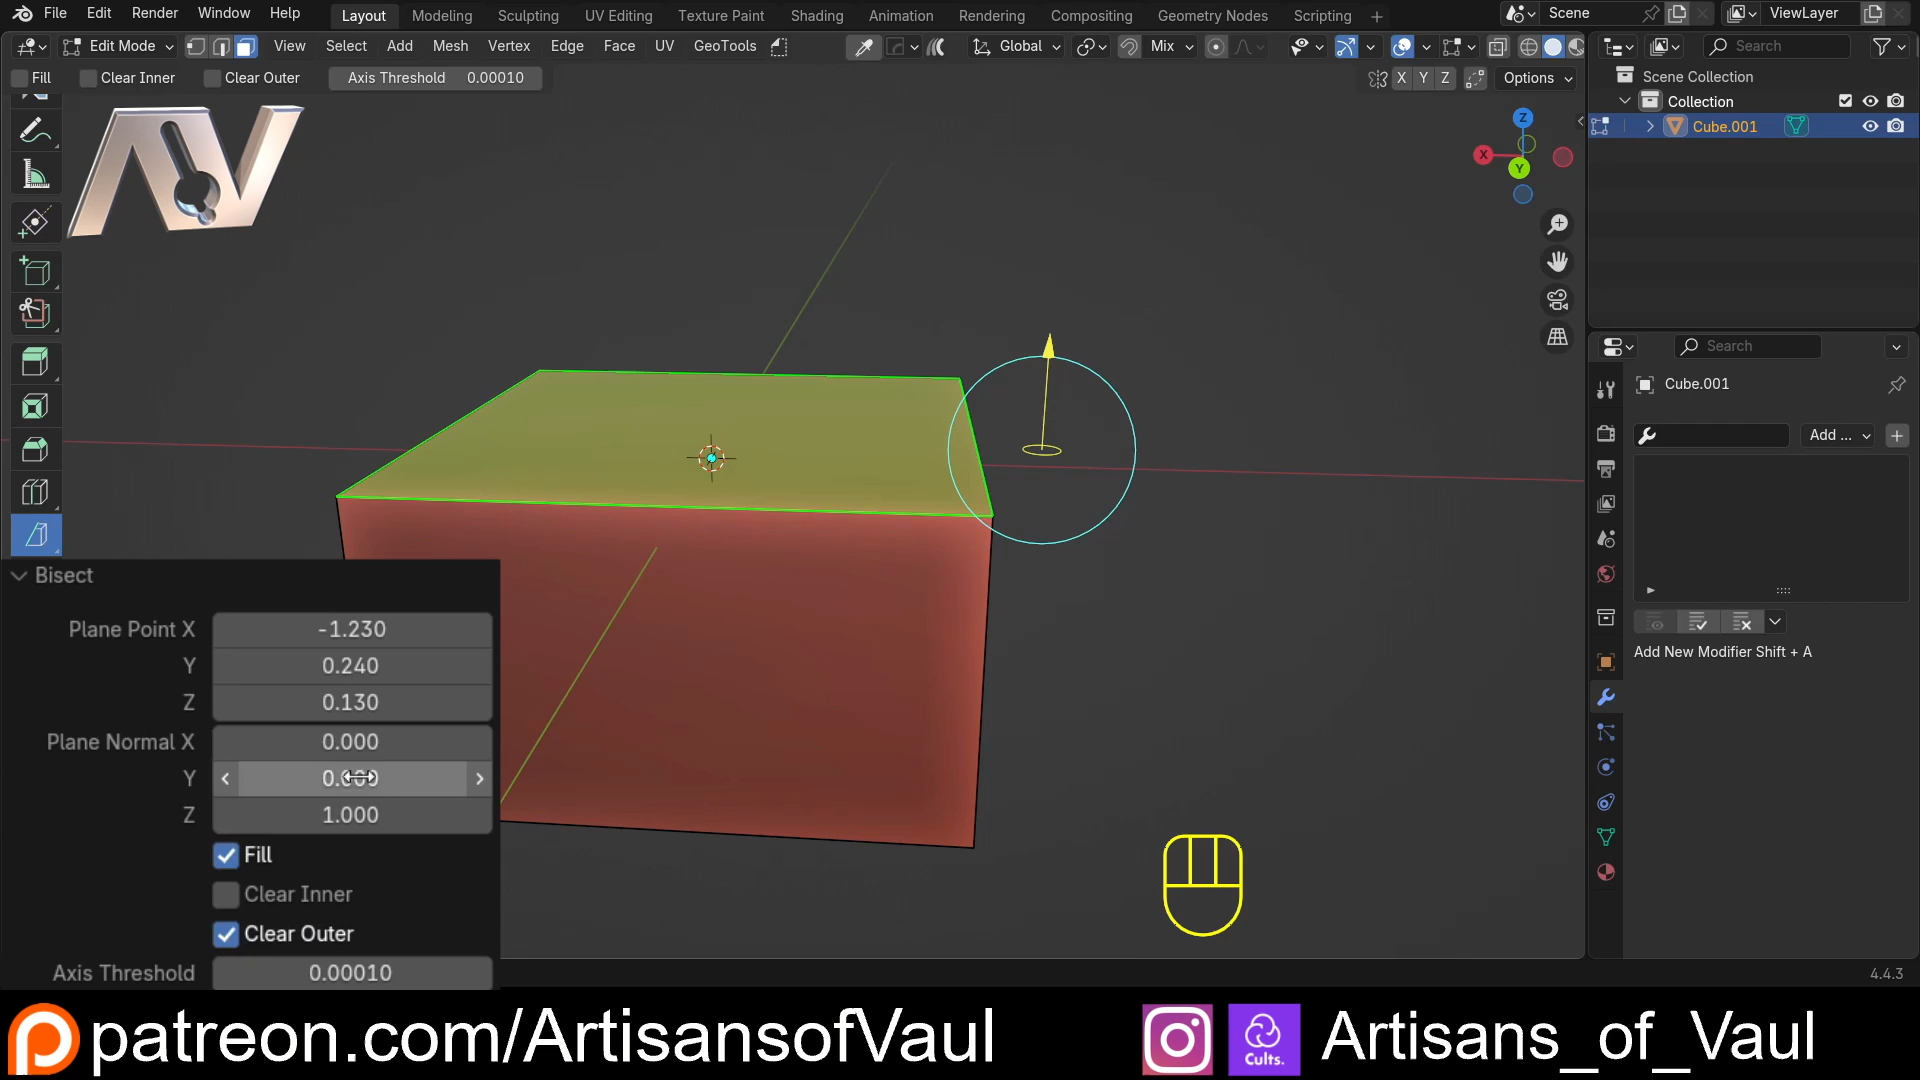 File Edit Render Window Help Layout Modeling Sculpting UV Editing Texture Paint Shading Animation Rendering Compositing Geometry Nodes Scripting + Scene ViewLayer
Edit Mode View Select Add Mesh Vertex Edge Face UV GeoTools Global Mix Search
Fill Clear Inner Clear Outer Axis Threshold 0.00010 X Y Z Options
Scene Collection
Collection
Cube.001
AV
Z
X
Y
Search
Cube.001
Add ...
Add New Modifier Shift + A
Bisect
Plane Point X -1.230
Y 0.240
Z 0.130
Plane Normal X 0.000
Y 0.000
Z 1.000
Fill
Clear Inner
Clear Outer
Axis Threshold 0.00010
4.4.3
patreon.com/ArtisansofVaul Cults. Artisans_of_Vaul